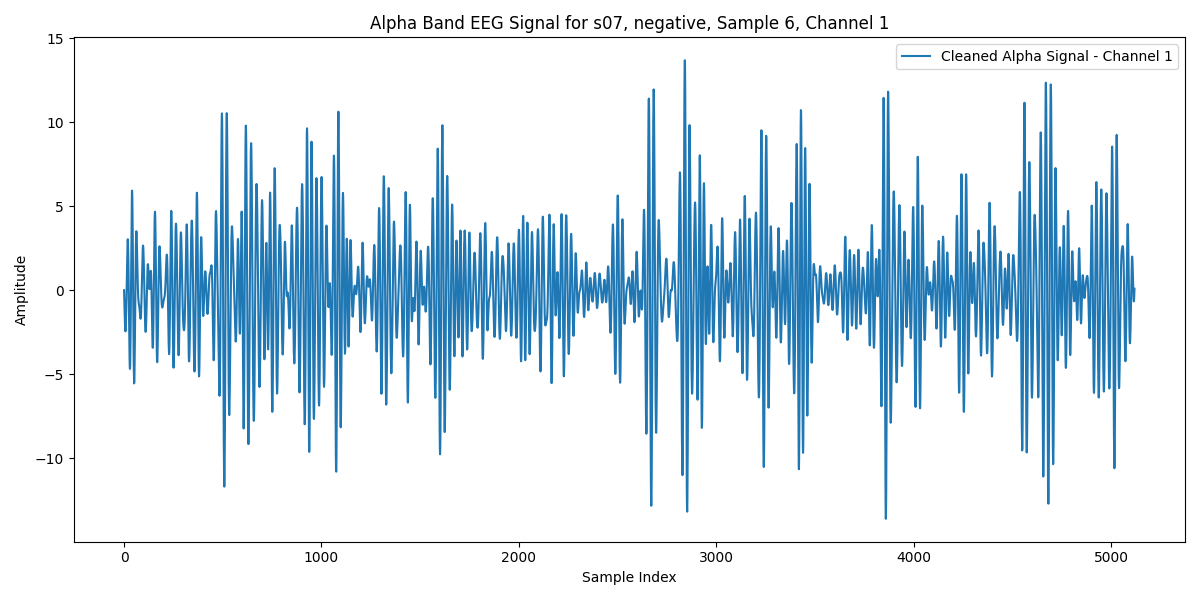 Alpha Band EEG Signal for s07, negative, Sample 6, Channel 1
Cleaned Alpha Signal - Channel 1
Amplitude
15
10
5
0
−5
−10
0 1000 2000 3000 4000 5000
Sample Index